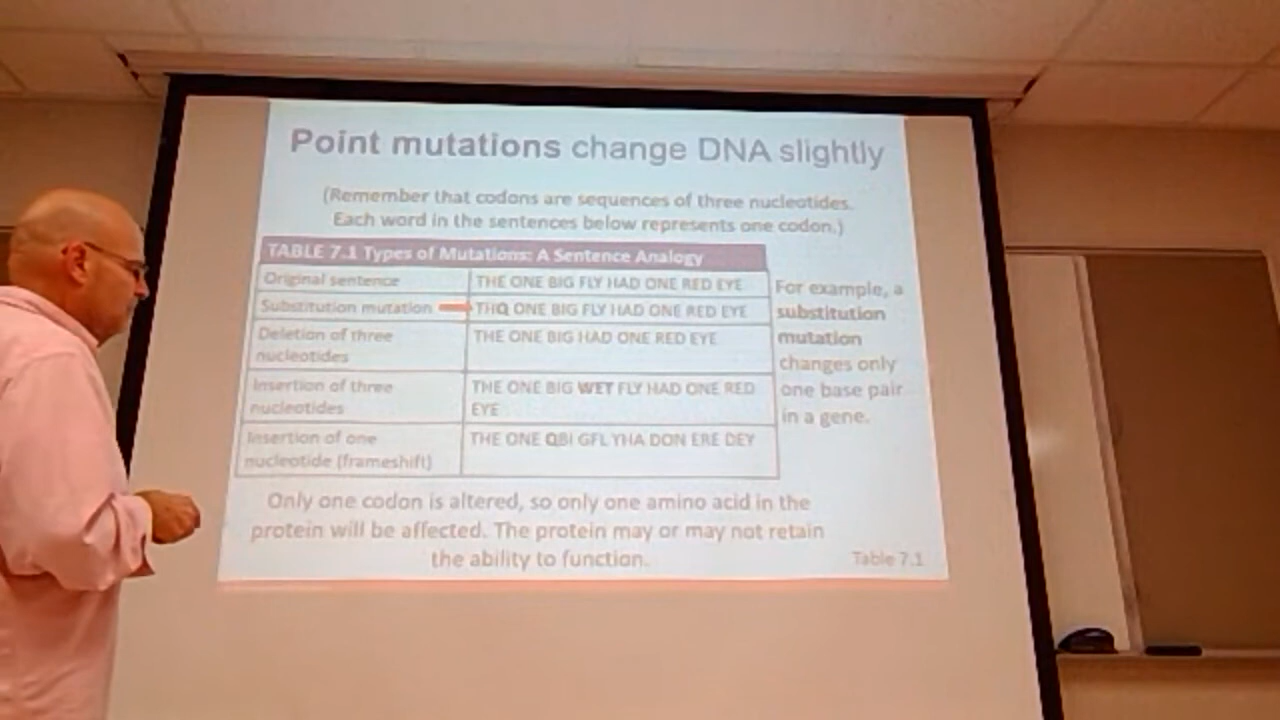 Point mutations change DNA slightly
(Remember that codons are sequences of three nucleotides.
Each word in the sentences below represents one codon.)
TABLE 7.1 Types of Mutations: A Sentence Analogy
Original sentence THE ONE BIG FLY HAD ONE RED EYE
Substitution mutation THQ ONE BIG FLY HAD ONE RED EYE
Deletion of three
nucleotides
THE ONE BIG HAD ONE RED EYE
Insertion of three
nucleotides
THE ONE BIG WET FLY HAD ONE RED
EYE
Insertion of one
nucleotide (frameshift)
THE ONE QBI GFL YHA DON ERE DEY
For example, a
substitution
mutation
changes only
one base pair
in a gene.
Only one codon is altered, so only one amino acid in the
protein will be affected. The protein may or may not retain
the ability to function.
Table 7.1